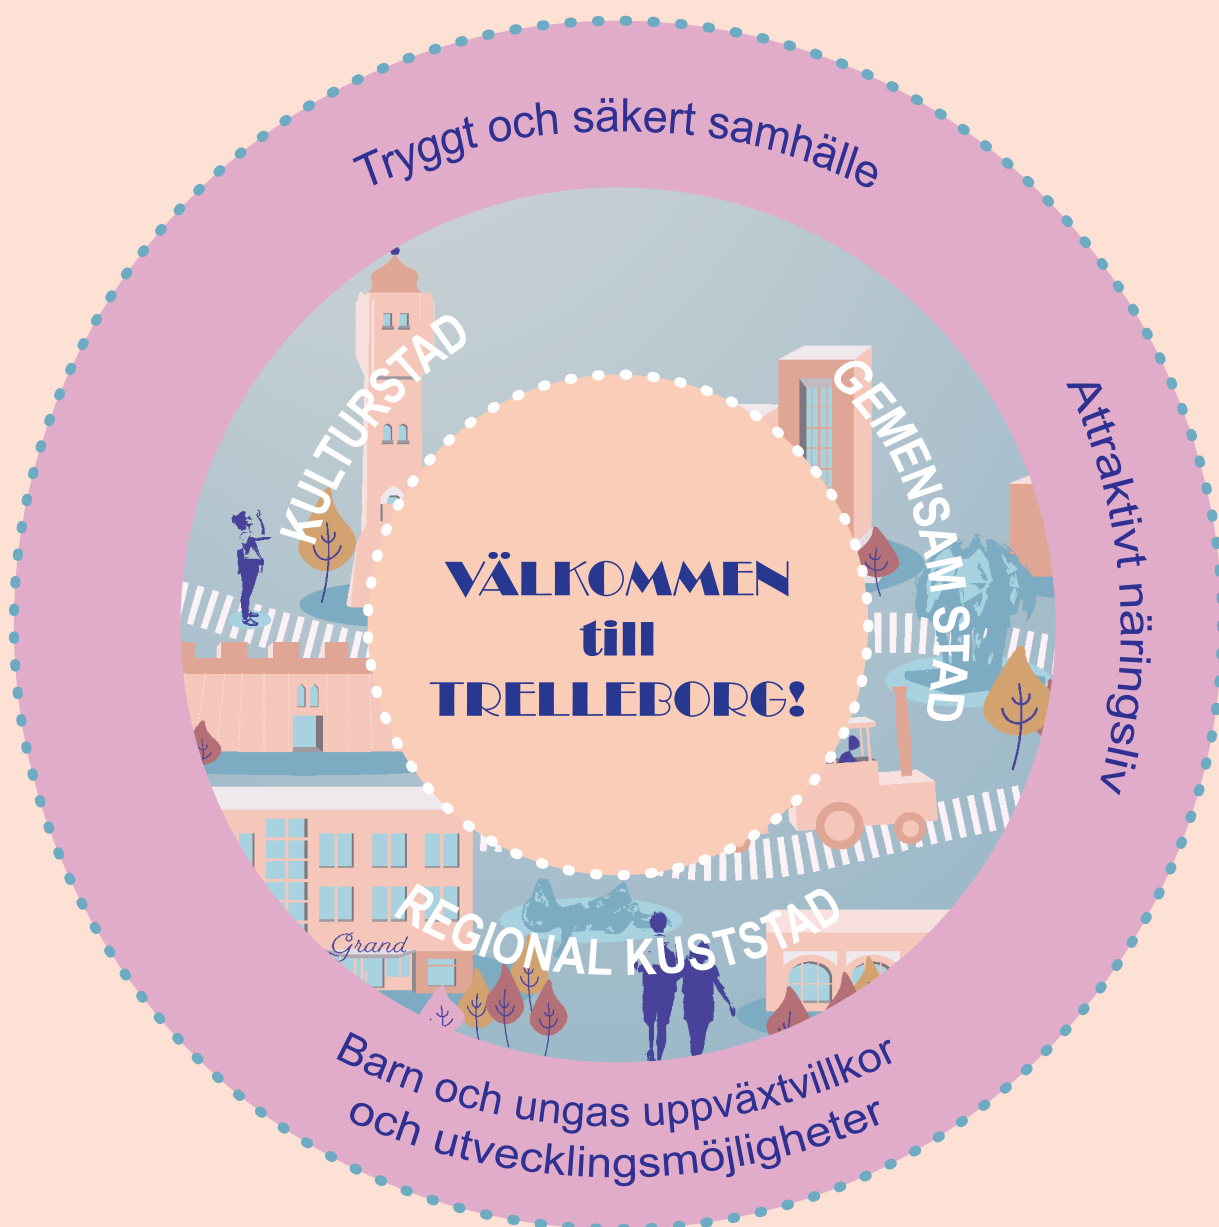 Tryggt och säkert samhälle
KULTURSTAD
GEMENSAM STAD
Attraktivt näringsliv
VÄLKOMMEN
till
TRELLEBORG!
Grand
REGIONAL KUSTSTAD
Barn och ungas uppväxtvillkor
och utvecklingsmöjligheter